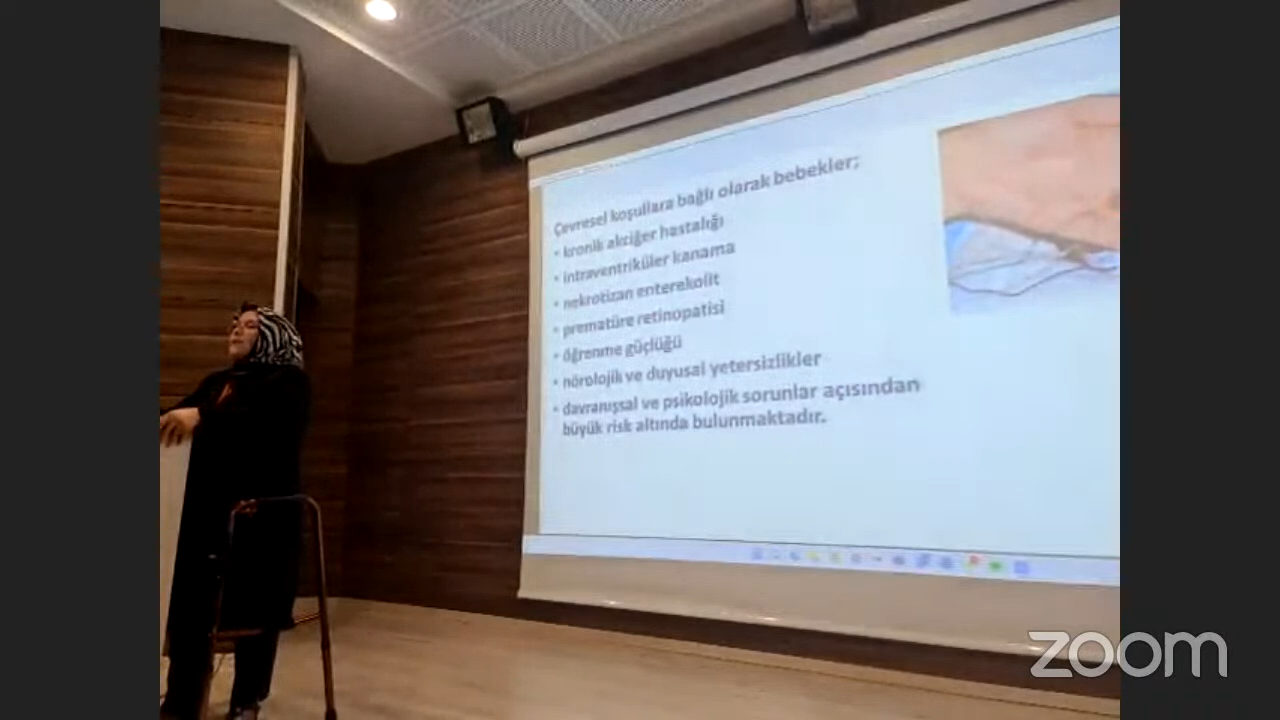 Çevresel koşullara bağlı olarak bebekler;
• kronik akciğer hastalığı
• intraventriküler kanama
• nekrotizan enterekolit
• prematüre retinopatisi
• öğrenme güçlüğü
• nörolojik ve duyusal yetersizlikler
• davranışsal ve psikolojik sorunlar açısından
büyük risk altında bulunmaktadır.
zoom